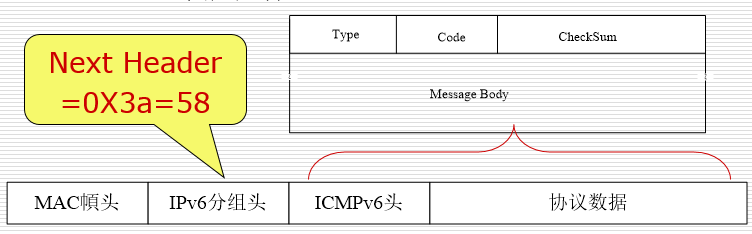 Type
Code
CheckSum
Next Header
=0X3a=58
Message Body
MAC幀头
IPv6分组头
ICMPv6头
协议数据